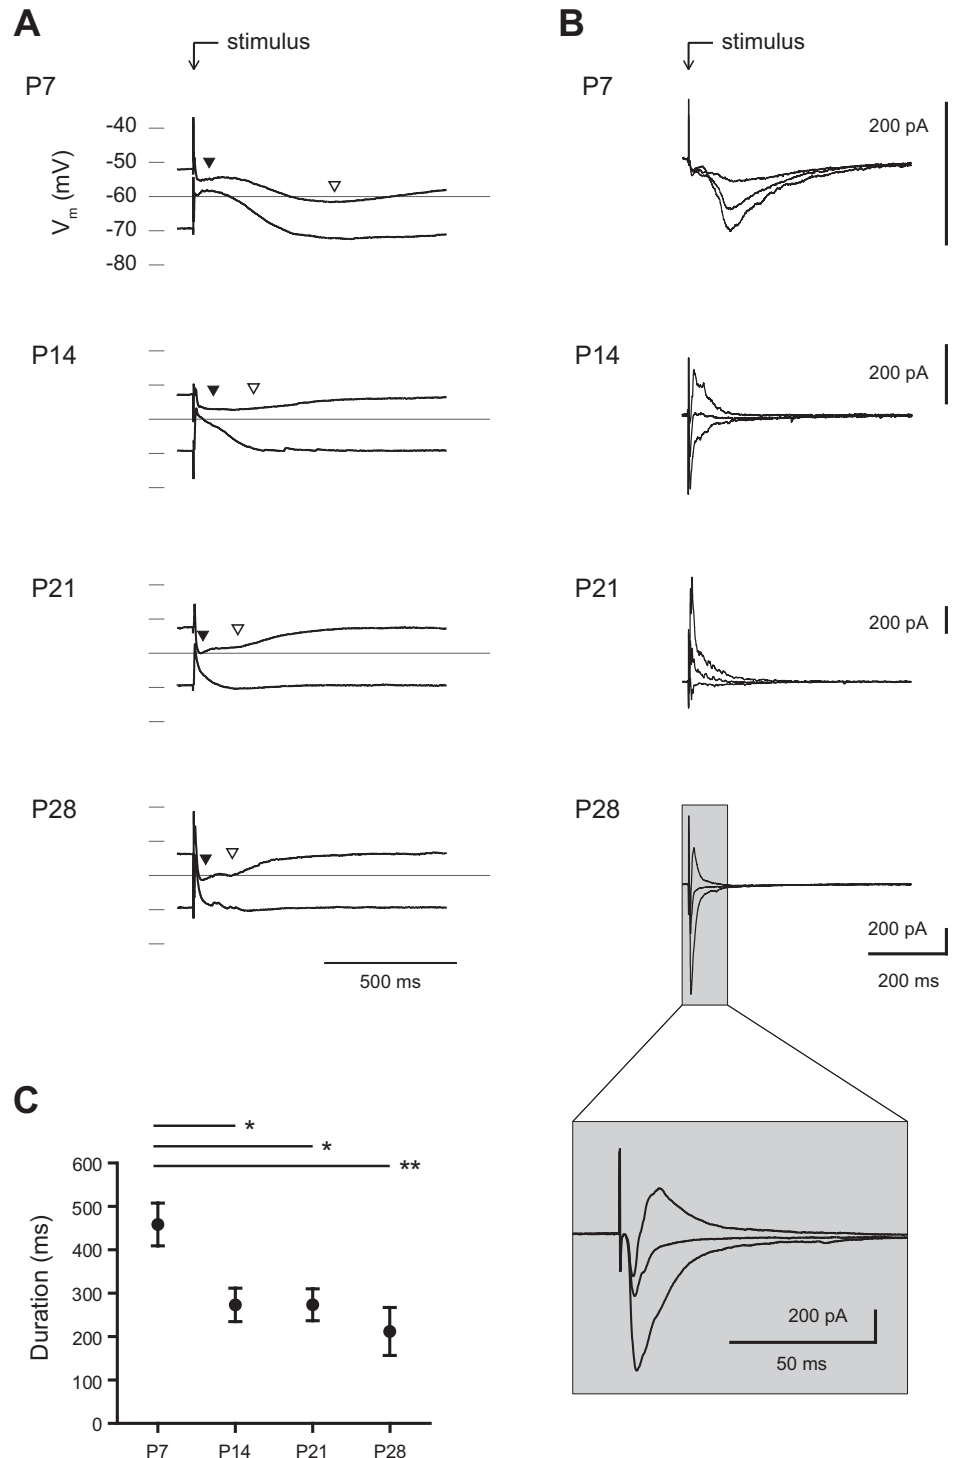 A
stimulus
P7
-40
-50
-60
-70
-80
Vm (mV)
P14
P21
P28
500 ms
B
stimulus
P7
200 pA
P14
200 pA
P21
200 pA
P28
200 pA
200 ms
200 pA
50 ms
C
*
*
**
600
500
400
300
200
100
0
Duration (ms)
P7 P14 P21 P28